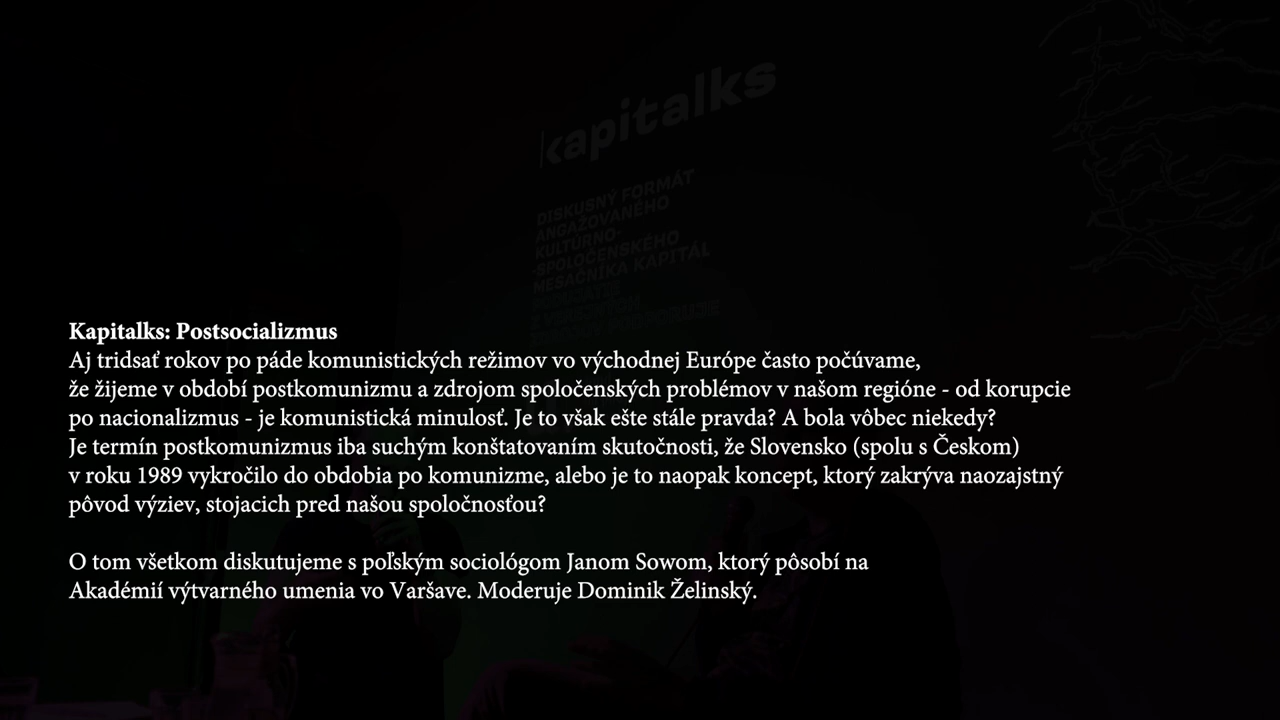 kapitalks
DISKUSNÝ FORMÁT
ANGAŽOVANÉHO
KULTÚRNO-
-SPOLOČENSKÉHO
MESAČNÍKA KAPITÁL
Kapitalks: Postsocializmus
Aj tridsať rokov po páde komunistických režimov vo východnej Európe často počúvame,
že žijeme v období postkomunizmu a zdrojom spoločenských problémov v našom regióne - od korupcie
po nacionalizmus - je komunistická minulosť. Je to však ešte stále pravda? A bola vôbec niekedy?
Je termín postkomunizmus iba suchým konštatovaním skutočnosti, že Slovensko (spolu s Českom)
v roku 1989 vykročilo do obdobia po komunizme, alebo je to naopak koncept, ktorý zakrýva naozajstný
pôvod výziev, stojacich pred našou spoločnosťou?
O tom všetkom diskutujeme s poľským sociológom Janom Sowom, ktorý pôsobí na
Akadémií výtvarného umenia vo Varšave. Moderuje Dominik Želinský.